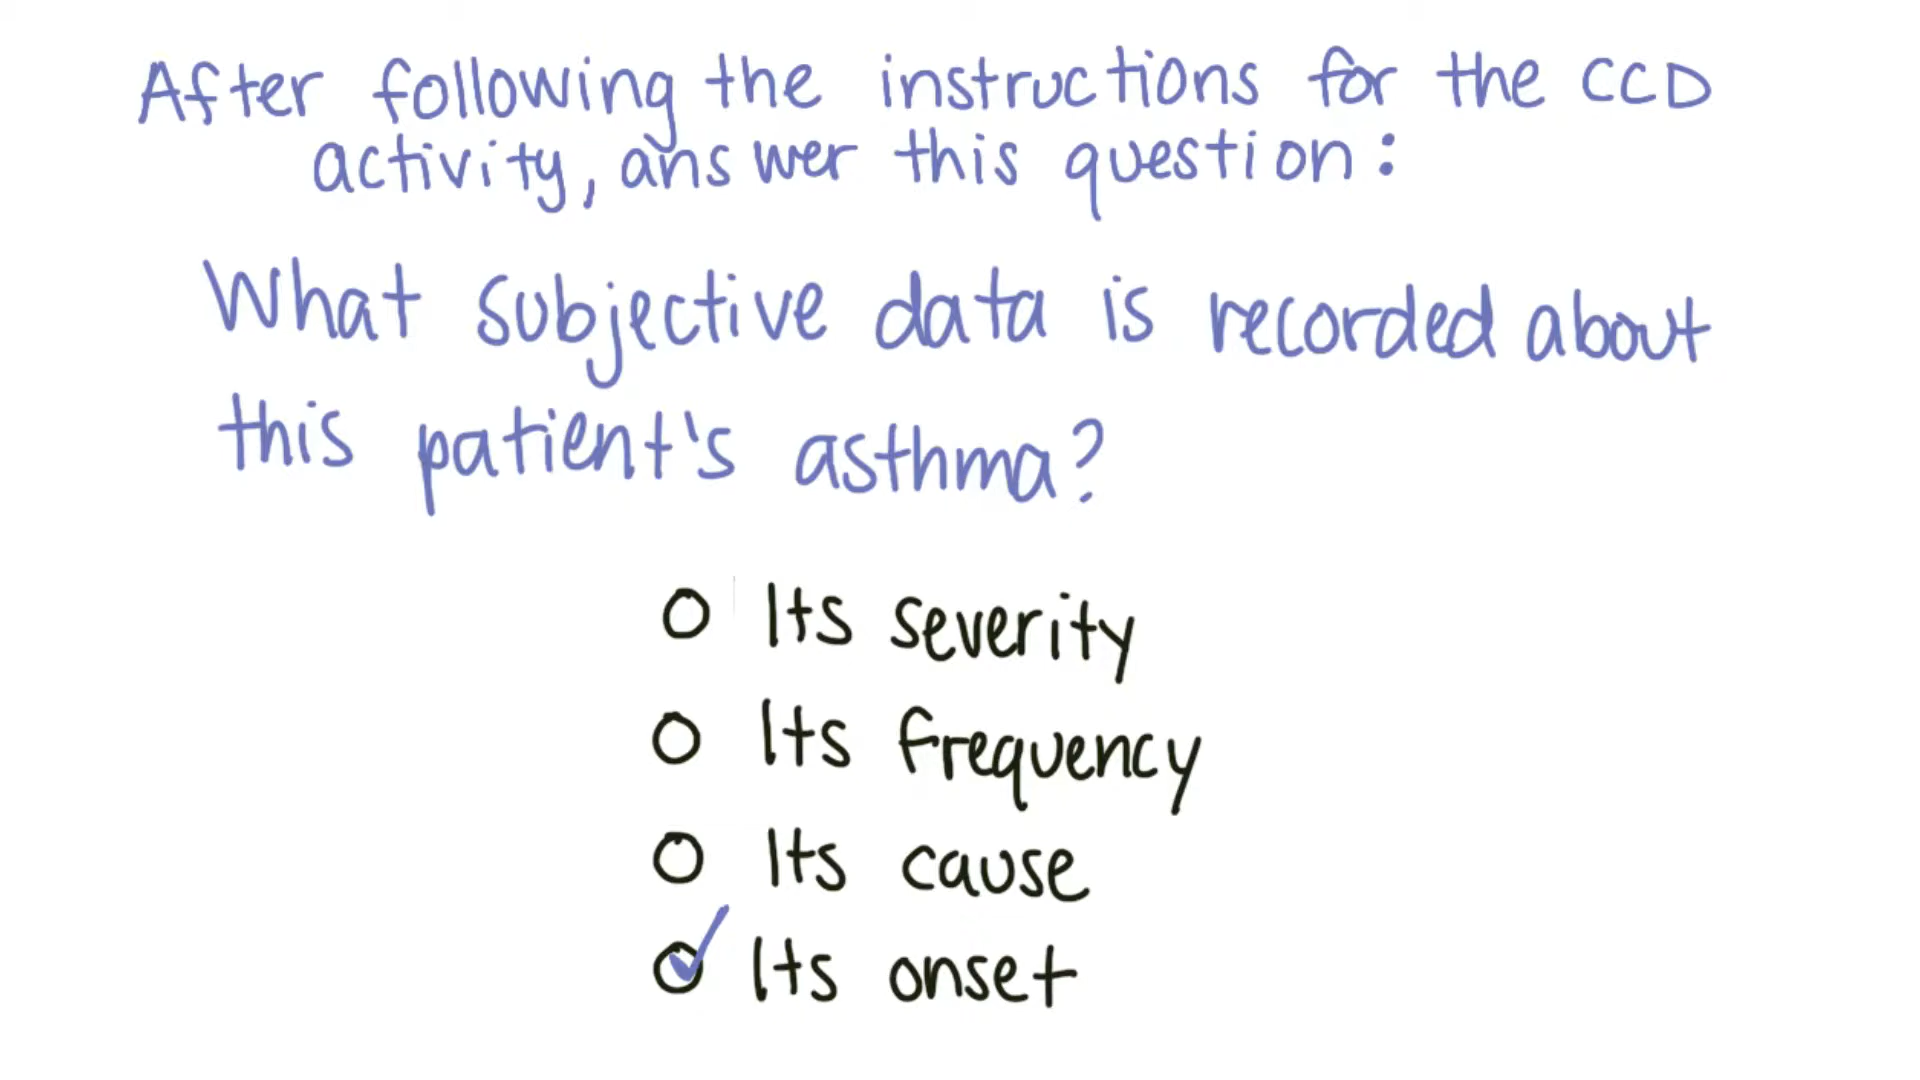 After following the instructions for the CCD
activity, answer this question:
What subjective data is recorded about
this patient's asthma?
Its severity
Its frequency
Its cause
Its onset